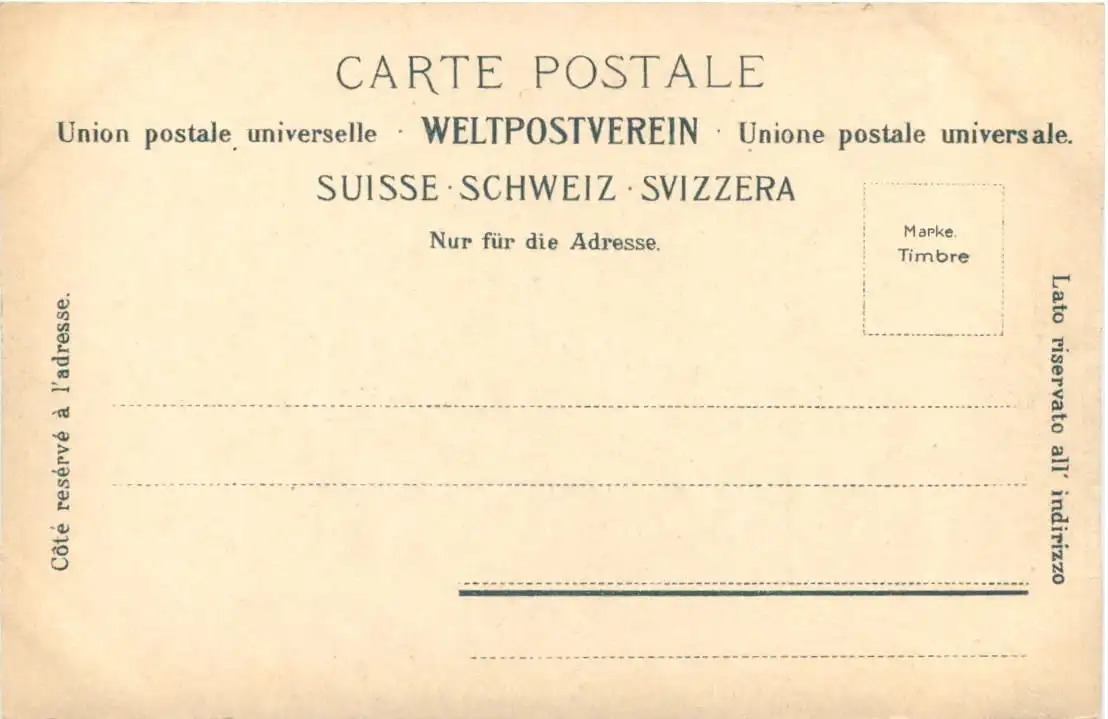 CARTE POSTALE
Union postale universelle · WELTPOSTVEREIN · Unione postale universale.
SUISSE · SCHWEIZ · SVIZZERA
Nur für die Adresse.
Marke.
Timbre
Côté resérvé à l'adresse.
Lato riservato all' indirizzo